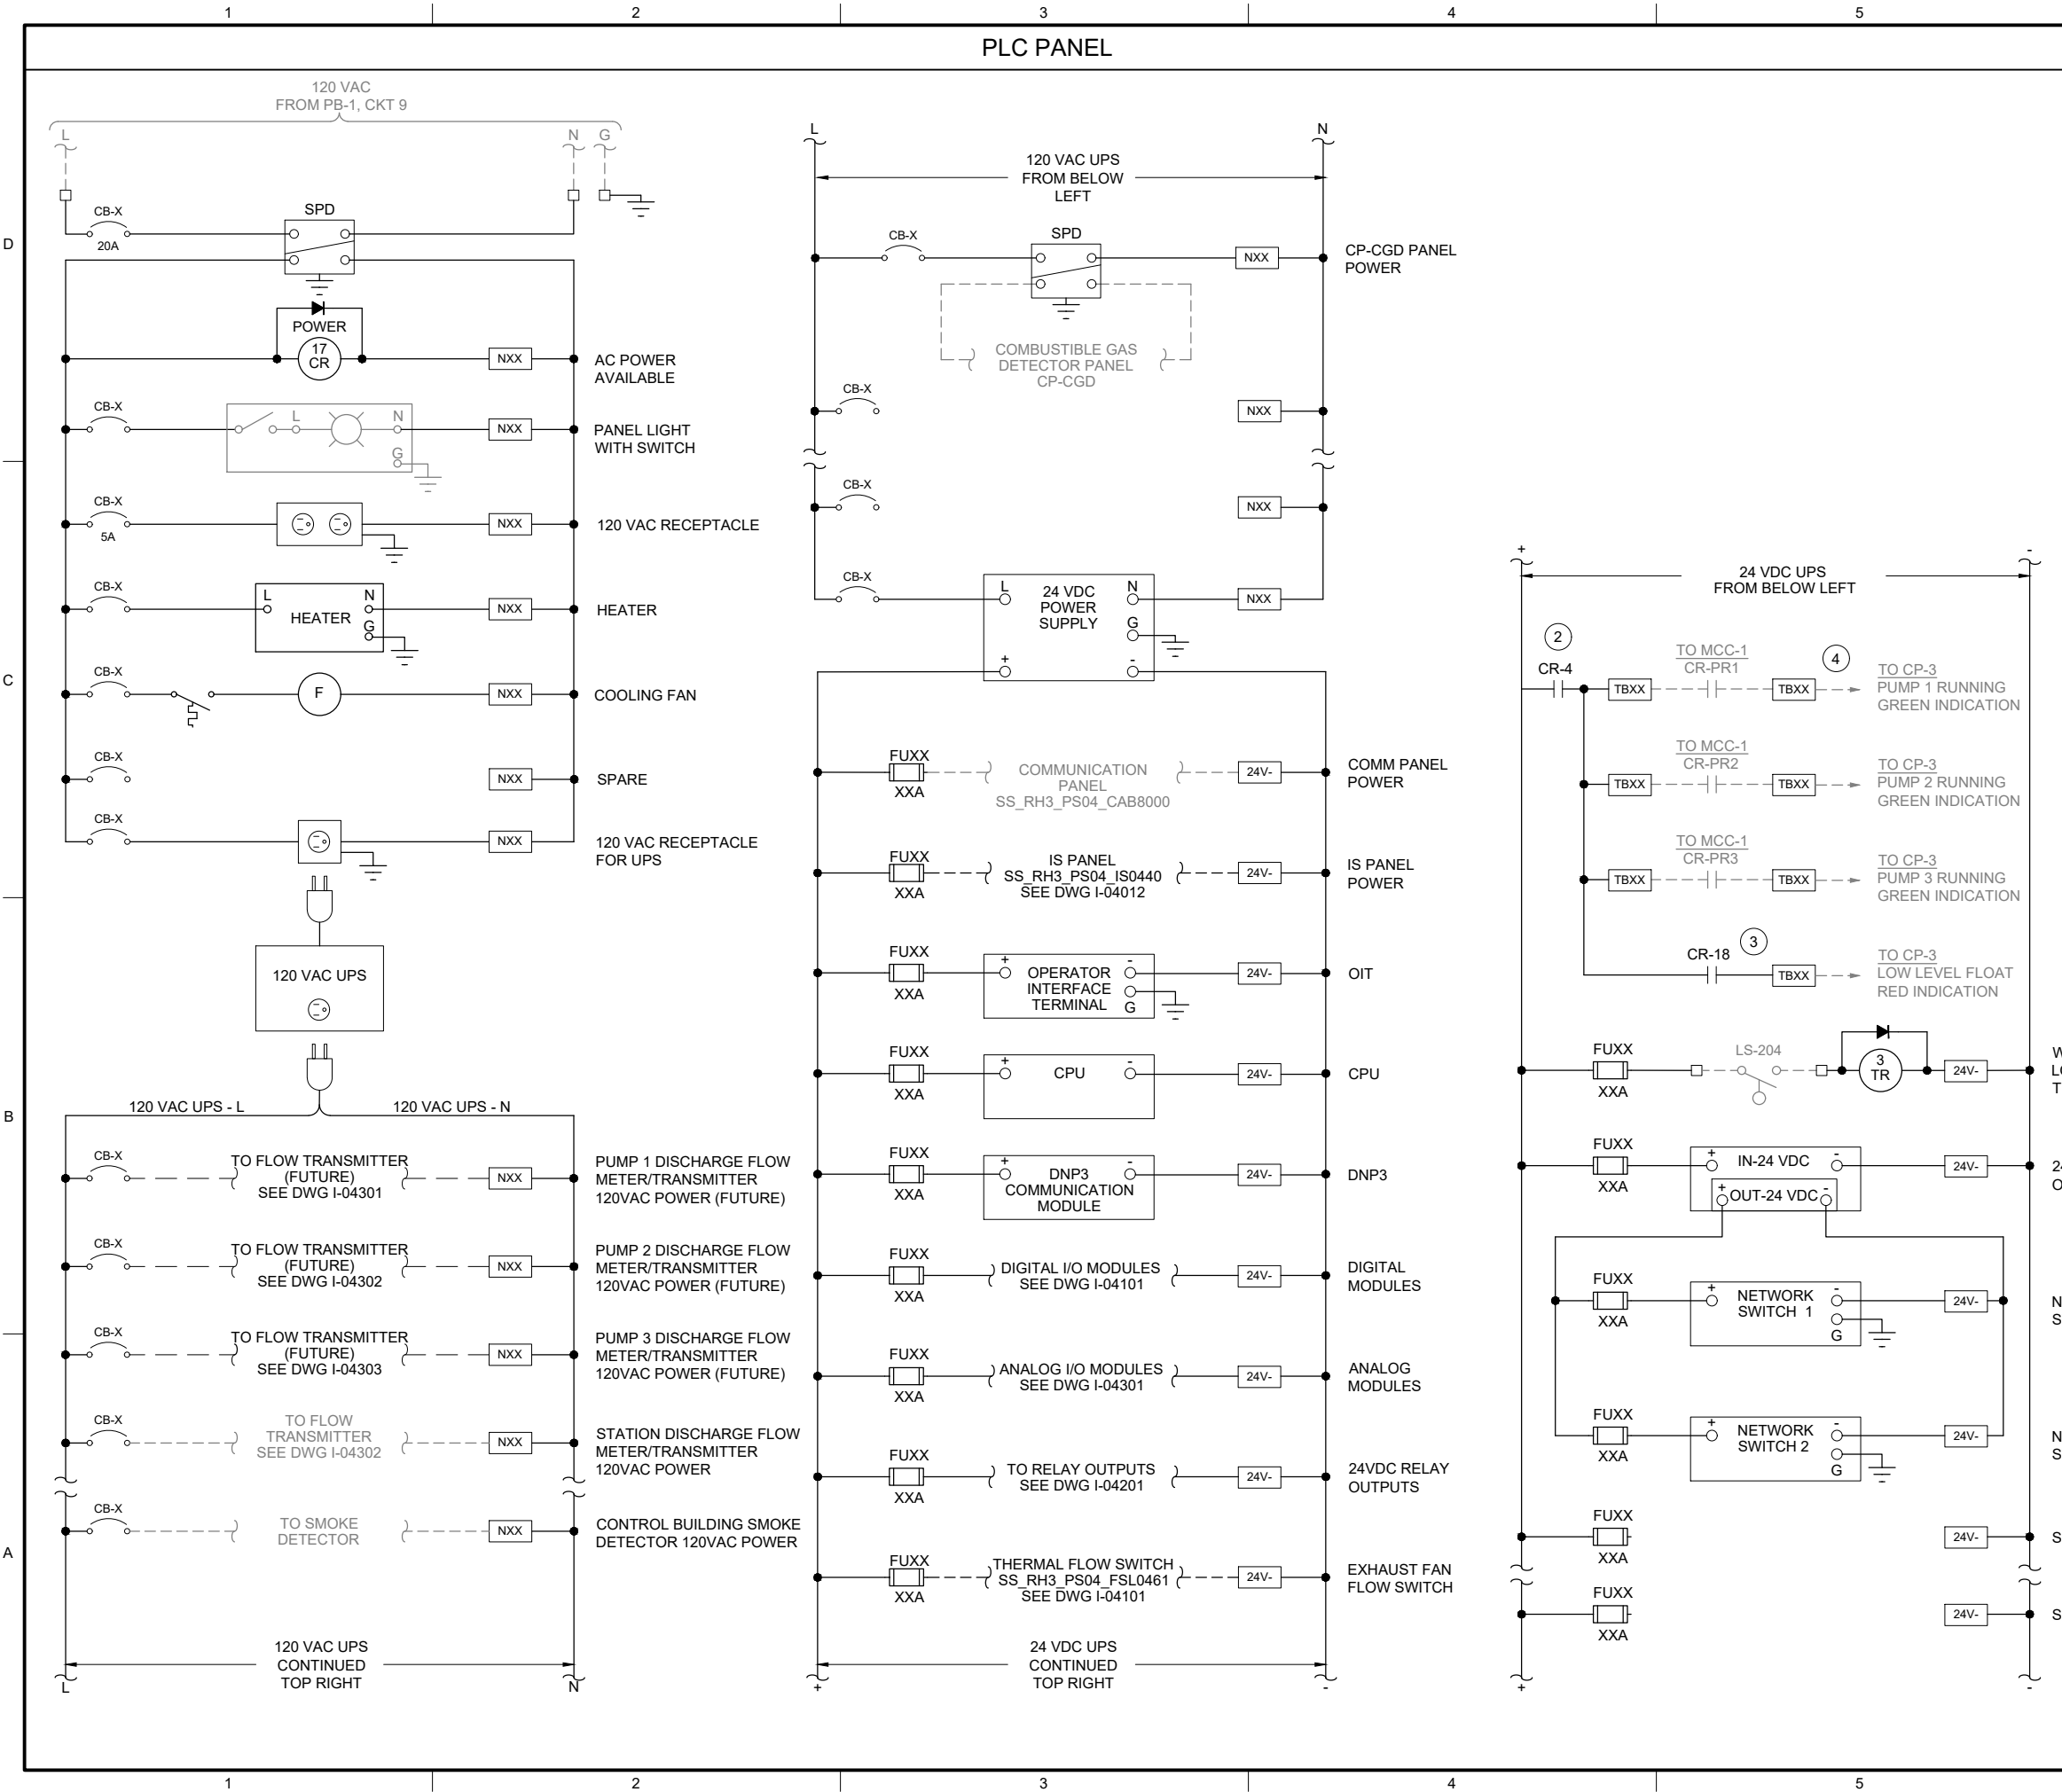 1 2 3 4 5
PLC PANEL
D
C
B
A
120 VAC
FROM PB-1, CKT 9
L N G
CB-X
20A
SPD
POWER
17
CR
NXX
AC POWER
AVAILABLE
CB-X
L N
G
NXX
PANEL LIGHT
WITH SWITCH
CB-X
5A
NXX
120 VAC RECEPTACLE
CB-X
L N
HEATER
G
NXX
HEATER
CB-X
F
NXX
COOLING FAN
CB-X
NXX
SPARE
CB-X
NXX
120 VAC RECEPTACLE
FOR UPS
120 VAC UPS
120 VAC UPS - L 120 VAC UPS - N
CB-X
TO FLOW TRANSMITTER
(FUTURE)
SEE DWG I-04301
NXX
PUMP 1 DISCHARGE FLOW
METER/TRANSMITTER
120VAC POWER (FUTURE)
CB-X
TO FLOW TRANSMITTER
(FUTURE)
SEE DWG I-04302
NXX
PUMP 2 DISCHARGE FLOW
METER/TRANSMITTER
120VAC POWER (FUTURE)
CB-X
TO FLOW TRANSMITTER
(FUTURE)
SEE DWG I-04303
NXX
PUMP 3 DISCHARGE FLOW
METER/TRANSMITTER
120VAC POWER (FUTURE)
CB-X
TO FLOW
TRANSMITTER
SEE DWG I-04302
NXX
STATION DISCHARGE FLOW
METER/TRANSMITTER
120VAC POWER
CB-X
TO SMOKE
DETECTOR
NXX
CONTROL BUILDING SMOKE
DETECTOR 120VAC POWER
120 VAC UPS
CONTINUED
TOP RIGHT
L N
L N
120 VAC UPS
FROM BELOW
LEFT
CB-X
SPD
NXX
CP-CGD PANEL
POWER
COMBUSTIBLE GAS
DETECTOR PANEL
CP-CGD
CB-X
NXX
CB-X
NXX
CB-X
L N
24 VDC
POWER
SUPPLY
G
+ -
NXX
FUXX
XXA
COMMUNICATION
PANEL
SS_RH3_PS04_CAB8000
24V-
COMM PANEL
POWER
FUXX
XXA
IS PANEL
SS_RH3_PS04_IS0440
SEE DWG I-04012
24V-
IS PANEL
POWER
FUXX
XXA
+ -
OPERATOR
INTERFACE
TERMINAL
G
24V-
OIT
FUXX
XXA
+ -
CPU
24V-
CPU
FUXX
XXA
+ -
DNP3
COMMUNICATION
MODULE
24V-
DNP3
FUXX
XXA
DIGITAL I/O MODULES
SEE DWG I-04101
24V-
DIGITAL
MODULES
FUXX
XXA
ANALOG I/O MODULES
SEE DWG I-04301
24V-
ANALOG
MODULES
FUXX
XXA
TO RELAY OUTPUTS
SEE DWG I-04201
24V-
24VDC RELAY
OUTPUTS
FUXX
XXA
THERMAL FLOW SWITCH
SS_RH3_PS04_FSL0461
SEE DWG I-04101
24V-
EXHAUST FAN
FLOW SWITCH
24 VDC UPS
CONTINUED
TOP RIGHT
+ -
+ -
24 VDC UPS
FROM BELOW LEFT
2
CR-4
TBXX
TO MCC-1
CR-PR1
TBXX
4
TO CP-3
PUMP 1 RUNNING
GREEN INDICATION
TBXX
TO MCC-1
CR-PR2
TBXX
TO CP-3
PUMP 2 RUNNING
GREEN INDICATION
TBXX
TO MCC-1
CR-PR3
TBXX
TO CP-3
PUMP 3 RUNNING
GREEN INDICATION
CR-18
3
TBXX
TO CP-3
LOW LEVEL FLOAT
RED INDICATION
FUXX
XXA
LS-204
3
TR
24V-
W
LO
T
FUXX
XXA
+ -
IN-24 VDC
+ -
OUT-24 VDC
24V-
24
O
FUXX
XXA
+ -
NETWORK
SWITCH 1
G
24V-
N
S
FUXX
XXA
+ -
NETWORK
SWITCH 2
G
24V-
N
S
FUXX
XXA
24V-
S
FUXX
XXA
24V-
S
+ -
1 2 3 4 5